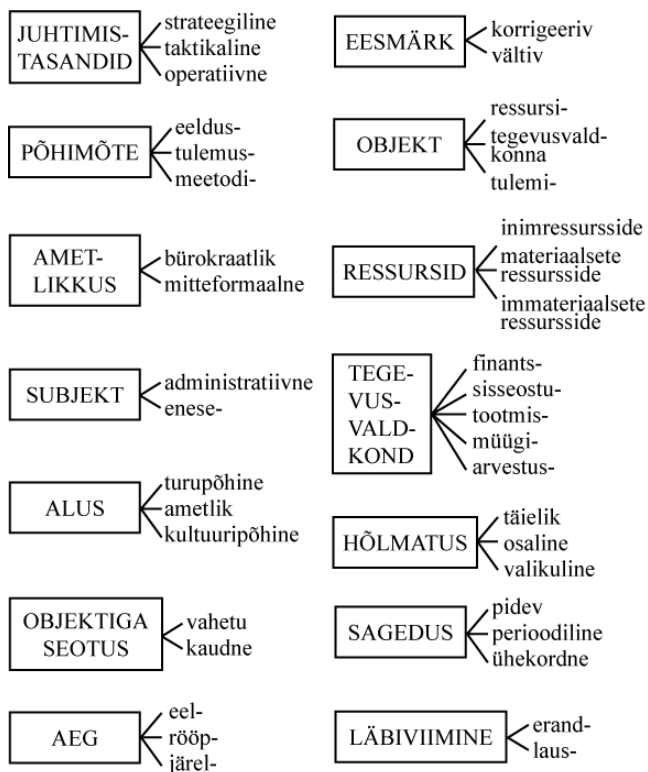 JUHTIMIS-
TASANDID
strateegiline
taktikaline
operatiivne
PÕHIMÕTE
eeldus-
tulemus-
meetodi-
AMET-
LIKKUS
bürokraatlik
mitteformaalne
SUBJEKT
administratiivne
enese-
ALUS
turupõhine
ametlik
kultuuripõhine
OBJEKTIGA
SEOTUS
vahetu
kaudne
AEG
eel-
rööp-
järel-
EESMÄRK
korrigeeriv
vältiv
OBJEKT
ressursi-
tegevusvald-
konna
tulemi-
RESSURSID
inimressursside
materiaalsete
ressursside
immateriaalsete
ressursside
TEGE-
VUS-
VALD-
KOND
finants-
sisseostu-
tootmis-
müügi-
arvestus-
HÕLMATUS
täielik
osaline
valikuline
SAGEDUS
pidev
perioodiline
ühekordne
LÄBIVIIMINE
erand-
laus-